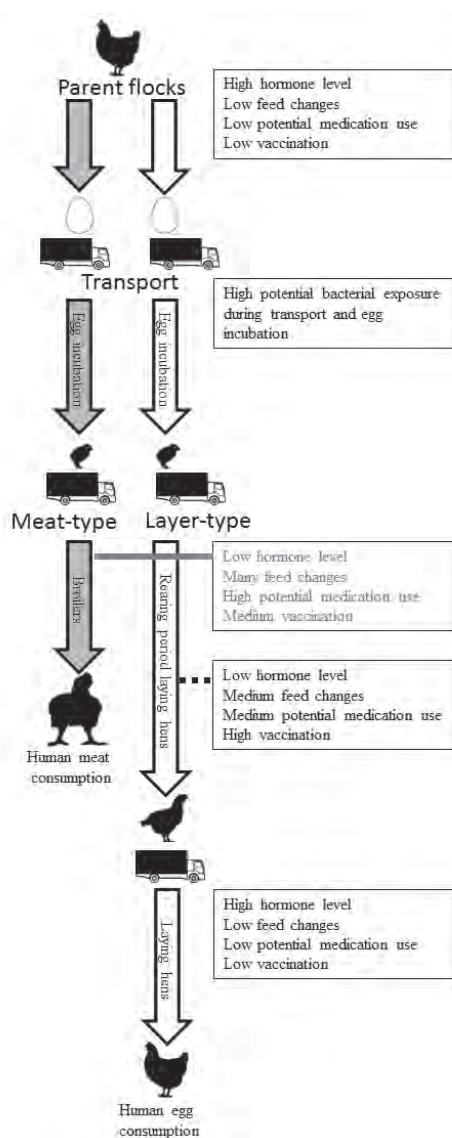 Parent flocks
High hormone level
Low feed changes
Low potential medication use
Low vaccination
Transport
High potential bacterial exposure
during transport and egg
incubation
Egg incubation
Egg incubation
Meat-type
Layer-type
Broilers
Rearing period laying hens
Low hormone level
Many feed changes
High potential medication use
Medium vaccination
Low hormone level
Medium feed changes
Medium potential medication use
High vaccination
Human meat
consumption
High hormone level
Low feed changes
Low potential medication use
Low vaccination
Laying hens
Human egg
consumption